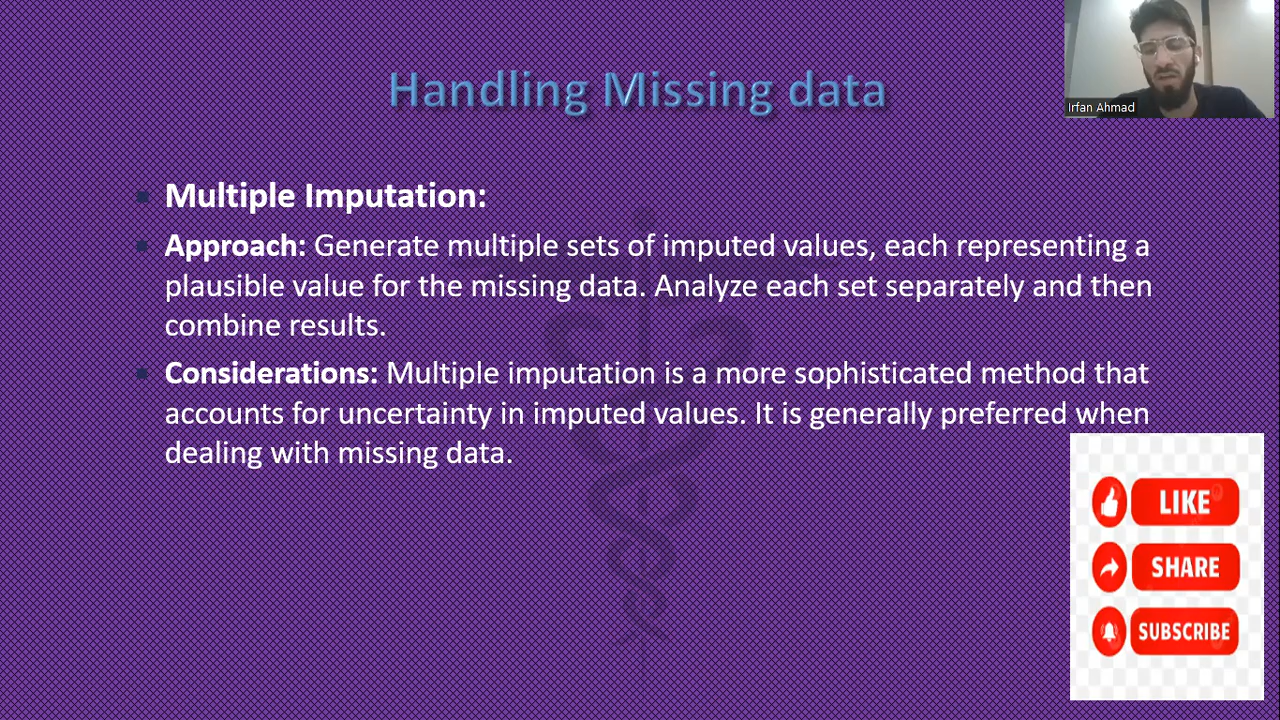 Handling Missing data
Irfan Ahmad
Multiple Imputation:
Approach: Generate multiple sets of imputed values, each representing a
plausible value for the missing data. Analyze each set separately and then
combine results.
Considerations: Multiple imputation is a more sophisticated method that
accounts for uncertainty in imputed values. It is generally preferred when
dealing with missing data.
LIKE
SHARE
SUBSCRIBE